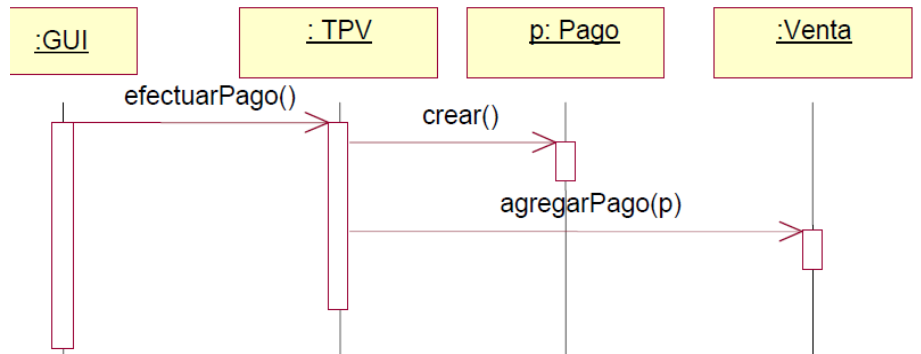 :GUI
: TPV
p: Pago
:Venta
efectuarPago()
crear()
agregarPago(p)